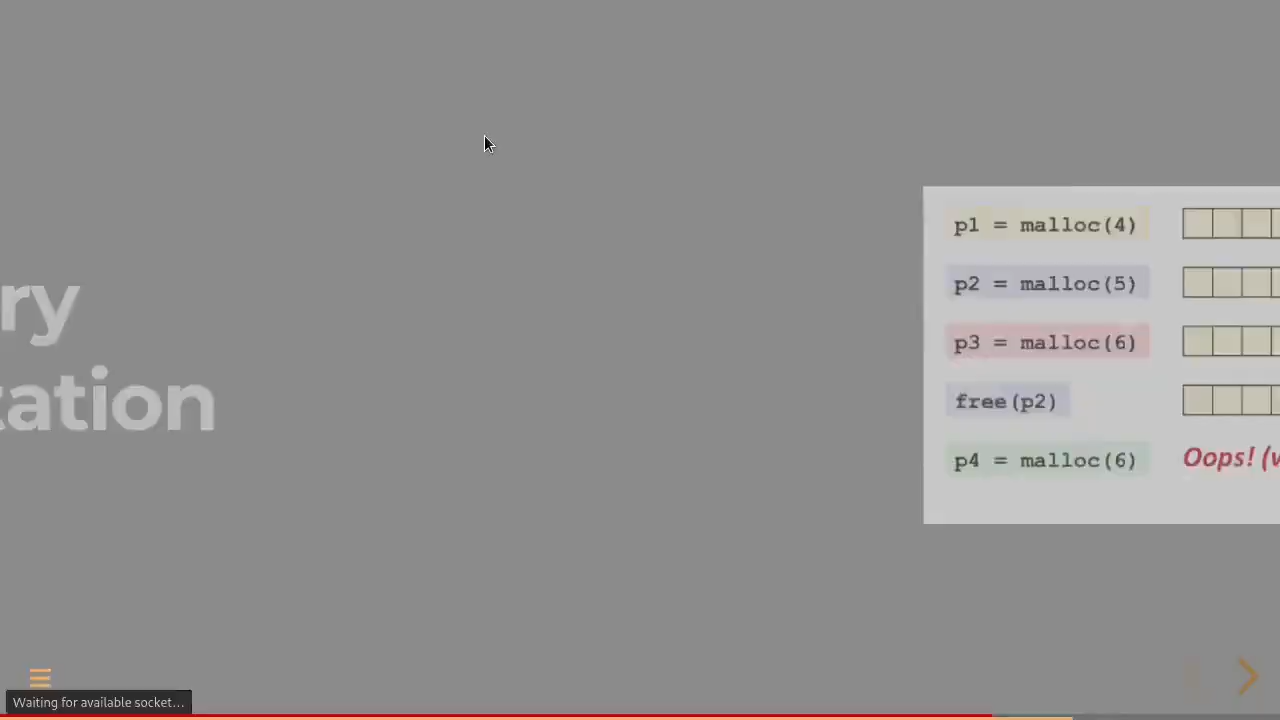 ry
tation
p1 = malloc(4)
p2 = malloc(5)
p3 = malloc(6)
free(p2)
p4 = malloc(6)
Oops! (
Waiting for available socket...